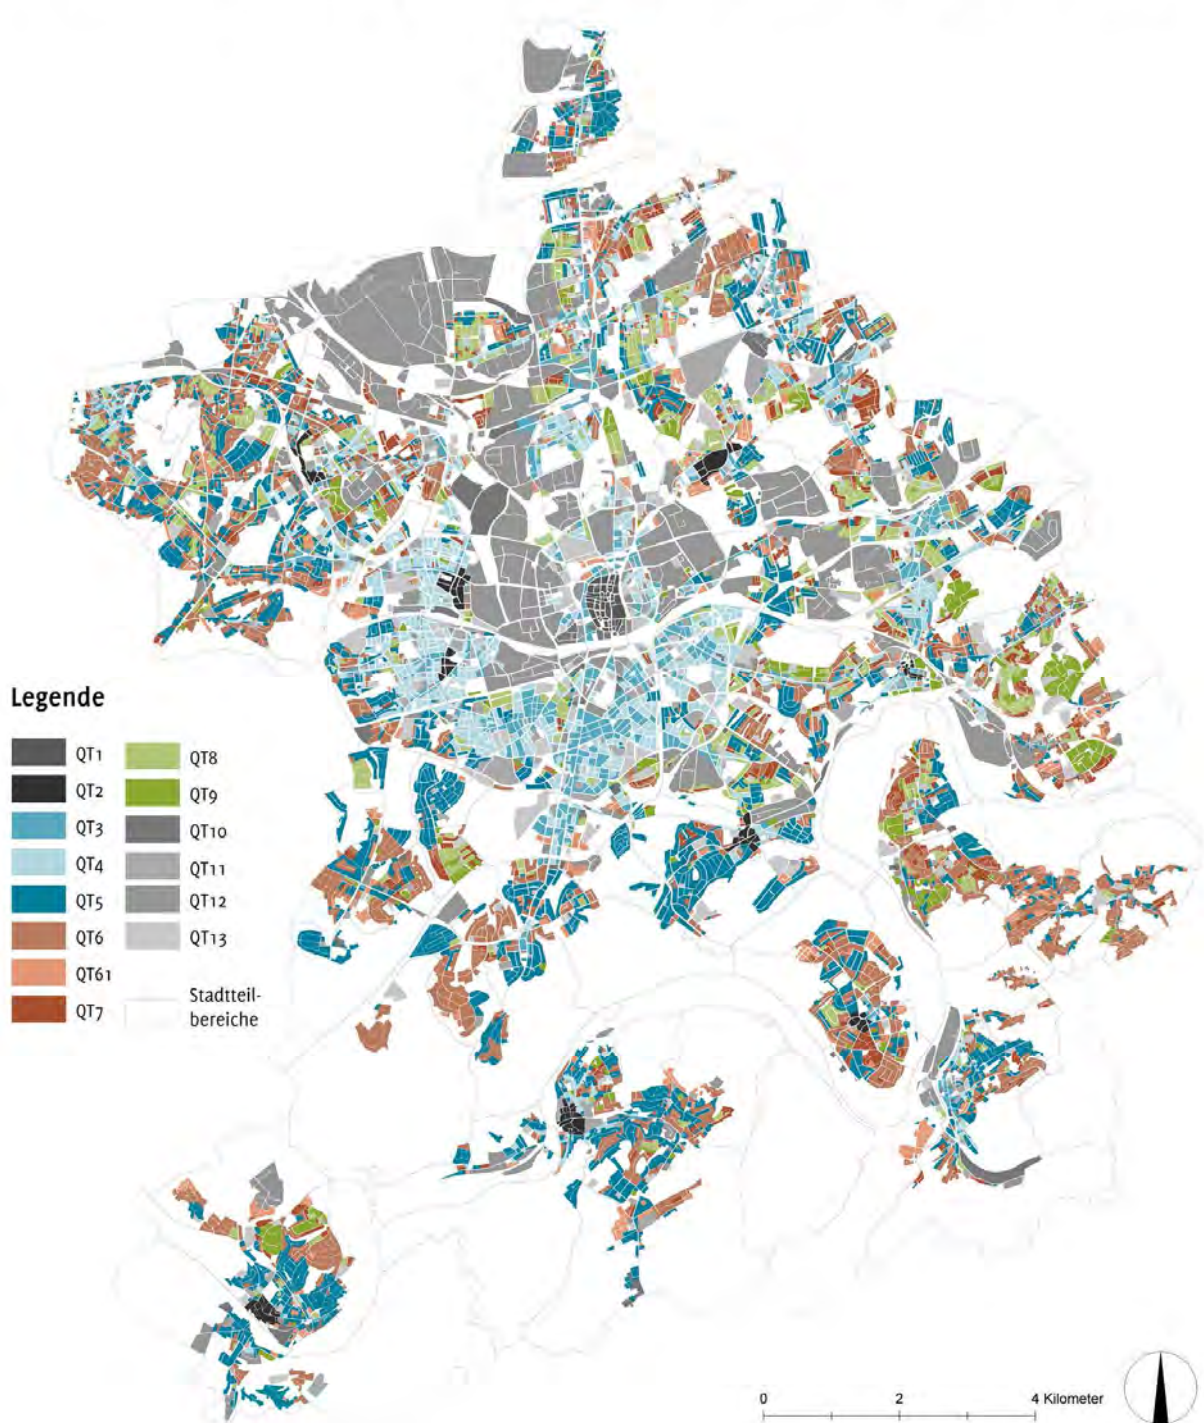 Legende
QT1
QT2
QT3
QT4
QT5
QT6
QT61
QT7
QT8
QT9
QT10
QT11
QT12
QT13
Stadtteil-
bereiche
0 2 4 Kilometer